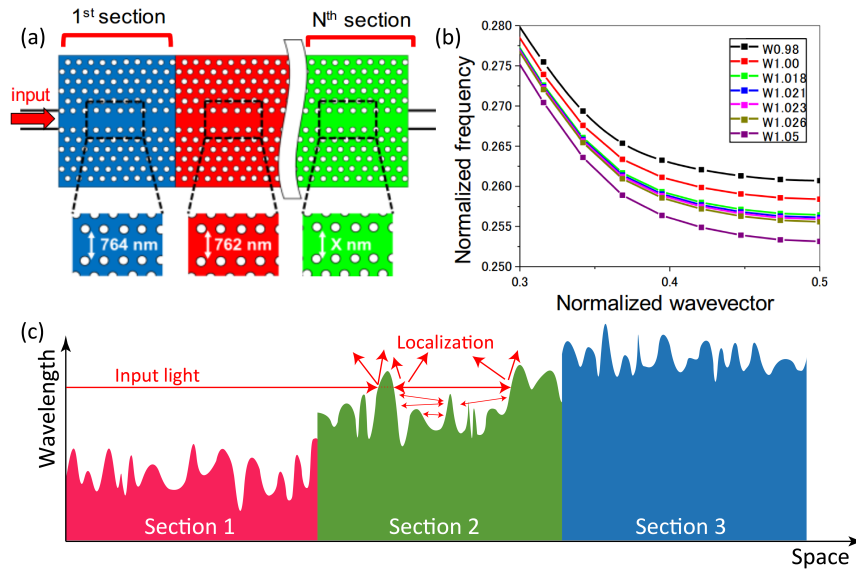 (a)
1st section
Nth section
input
764 nm
762 nm
X nm
(b)
Normalized frequency
0.280
0.275
0.270
0.265
0.260
0.255
0.250
W0.98
W1.00
W1.018
W1.021
W1.023
W1.026
W1.05
0.3
0.4
0.5
Normalized wavevector
(c)
Wavelength
Localization
Input light
Section 1
Section 2
Section 3
Space